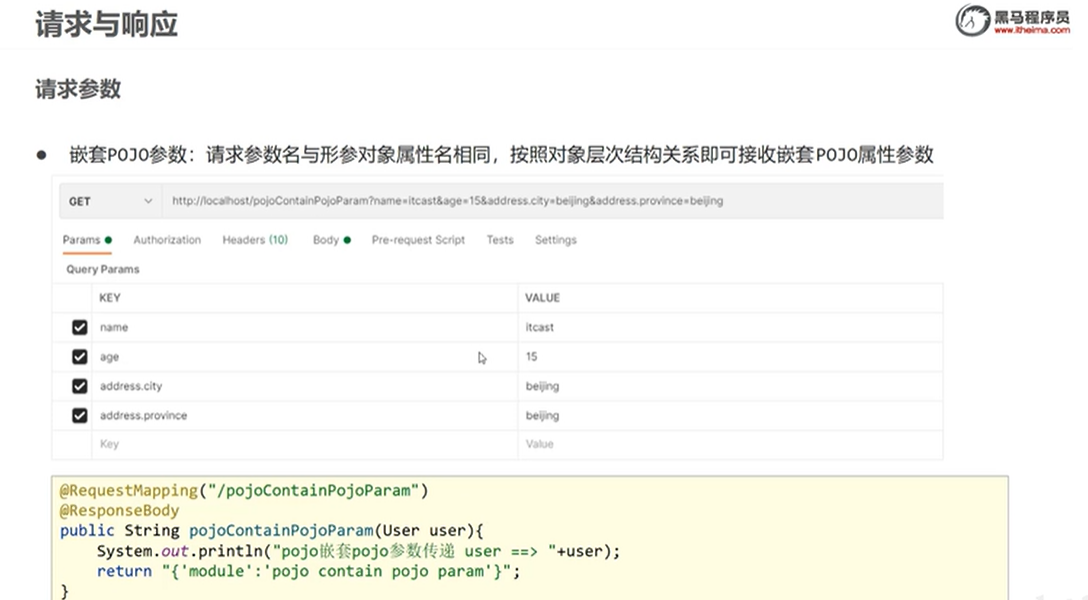 请求与响应
黑马程序员
www.itheima.com
请求参数
● 嵌套POJO参数：请求参数名与形参对象属性名相同，按照对象层次结构关系即可接收嵌套POJO属性参数
GET http://localhost/pojoContainPojoParam?name=itcast&age=15&address.city=beijing&address.province=beijing
Params Authorization Headers (10) Body Pre-request Script Tests Settings
Query Params
KEY VALUE
name itcast
age 15
address.city beijing
address.province beijing
Key Value
@RequestMapping("/pojoContainPojoParam")
@ResponseBody
public String pojoContainPojoParam(User user){
    System.out.println("pojo嵌套pojo参数传递 user ==> "+user);
    return "{'module':'pojo contain pojo param'}";
}